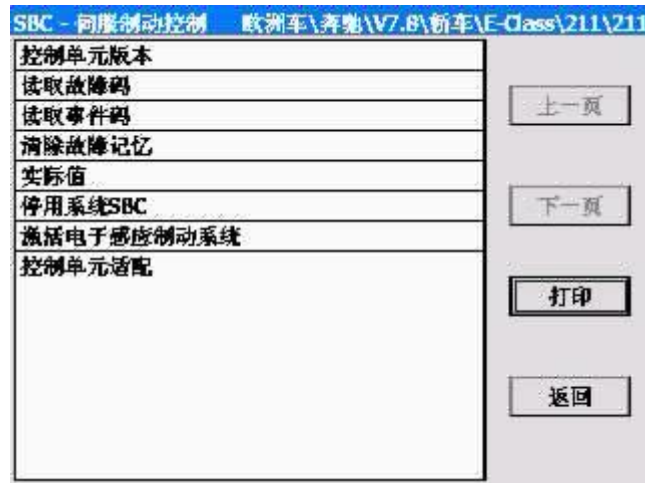 SBC - 伺服制动控制 欧洲车\奔驰\V7.8\轿车\E-Class\211\211
控制单元版本
读取故障码
读取事件码
清除故障记忆
实际值
停用系统SBC
激活电子感应制动系统
控制单元适配
上一页
下一页
打印
返回